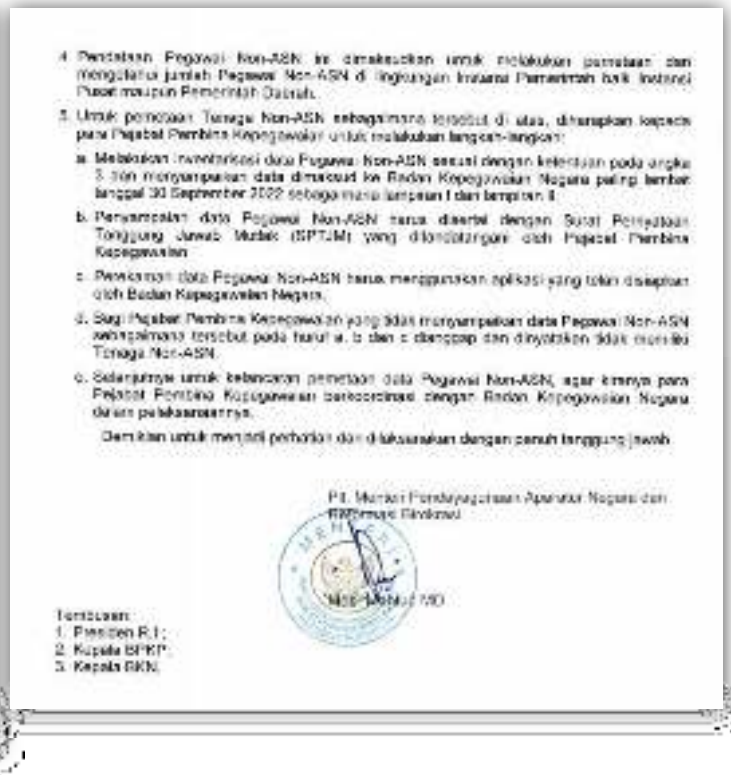 4. Pendataan Pegawai Non-ASN ini dimaksudkan untuk melakukan pemetaan dan
mengetahui jumlah Pegawai Non-ASN di lingkungan Instansi Pemerintah baik Instansi
Pusat maupun Pemerintah Daerah.
5. Untuk pemetaan Tenaga Non-ASN sebagaimana tersebut di atas, diharapkan kepada
para Pejabat Pembina Kepegawaian untuk melakukan langkah-langkah:
a. Melakukan inventarisasi data Pegawai Non-ASN sesuai dengan ketentuan pada angka
3 dan menyampaikan data dimaksud ke Badan Kepegawaian Negara paling lambat
tanggal 30 September 2022 sebagaimana lampiran I dan lampiran II.
b. Penyampaian data Pegawai Non-ASN harus disertai dengan Surat Pernyataan
Tanggung Jawab Mutlak (SPTJM) yang ditandatangani oleh Pejabat Pembina
Kepegawaian
c. Perekaman data Pegawai Non-ASN harus menggunakan aplikasi yang telah disiapkan
oleh Badan Kepegawaian Negara.
d. Bagi Pejabat Pembina Kepegawaian yang tidak menyampaikan data Pegawai Non-ASN
sebagaimana tersebut pada huruf a, b dan c dianggap dan dinyatakan tidak memiliki
Tenaga Non-ASN.
e. Selanjutnya untuk kelancaran pemetaan data Pegawai Non-ASN, agar kiranya para
Pejabat Pembina Kepegawaian berkoordinasi dengan Badan Kepegawaian Negara
dalam pelaksanaannya.
Demikian untuk menjadi perhatian dan dilaksanakan dengan penuh tanggung jawab
Plt. Menteri Pendayagunaan Aparatur Negara dan
Reformasi Birokrasi
MENTERI
Moh. Mahfud MD
Tembusan:
1. Presiden R.I.;
2. Kepala BPKP;
3. Kepala BKN.